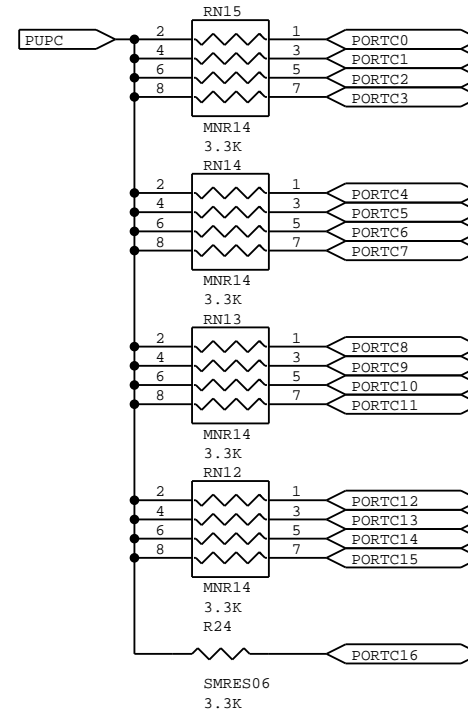 RN15
PUPC 2 1 PORTC0
4 3 PORTC1
6 5 PORTC2
8 7 PORTC3
MNR14
3.3K
RN14
2 1 PORTC4
4 3 PORTC5
6 5 PORTC6
8 7 PORTC7
MNR14
3.3K
RN13
2 1 PORTC8
4 3 PORTC9
6 5 PORTC10
8 7 PORTC11
MNR14
3.3K
RN12
2 1 PORTC12
4 3 PORTC13
6 5 PORTC14
8 7 PORTC15
MNR14
3.3K
R24
PORTC16
SMRES06
3.3K